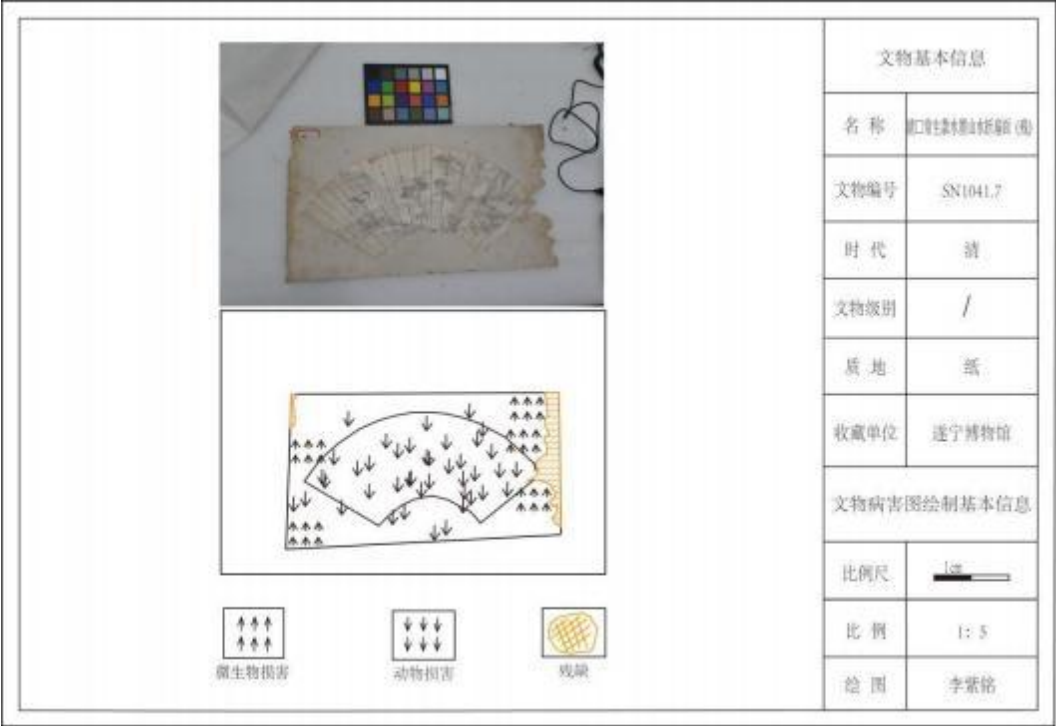 文物基本信息
名 称
文物编号 SN1041.7
时 代 清
文物级别 /
质 地 纸
收藏单位 遂宁博物馆
文物病害图绘制基本信息
比例尺 1cm
比 例 1: 5
绘 图 李紫铭
微生物损害 动物损害 残缺